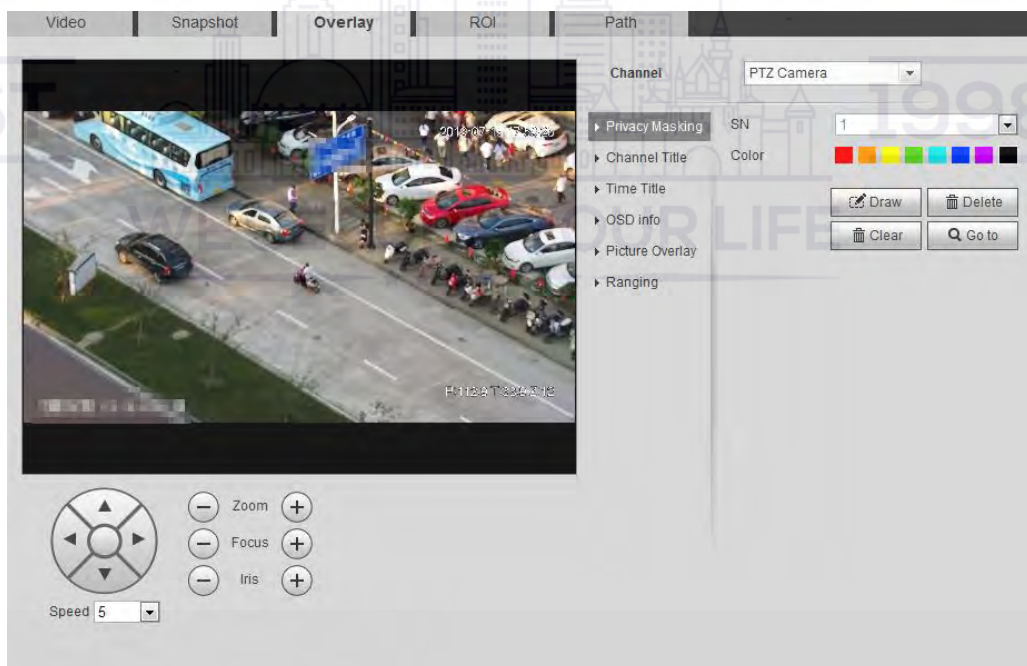 Video Snapshot Overlay ROI Path
Channel PTZ Camera
Privacy Masking SN 1
Channel Title Color
Time Title Draw Delete
OSD info Clear Go to
Picture Overlay
Ranging
1998
Zoom
Focus
Iris
Speed 5